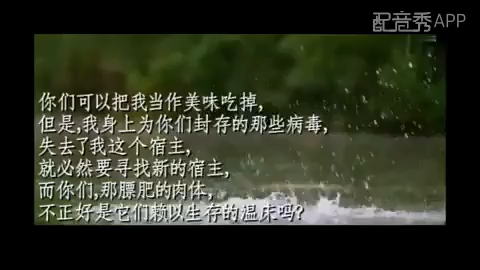 配音秀APP
你们可以把我当作美味吃掉,
但是,我身上为你们封存的那些病毒,
失去了我这个宿主,
就必然要寻找新的宿主,
而你们,那膘肥的肉体,
不正好是它们赖以生存的温床吗?